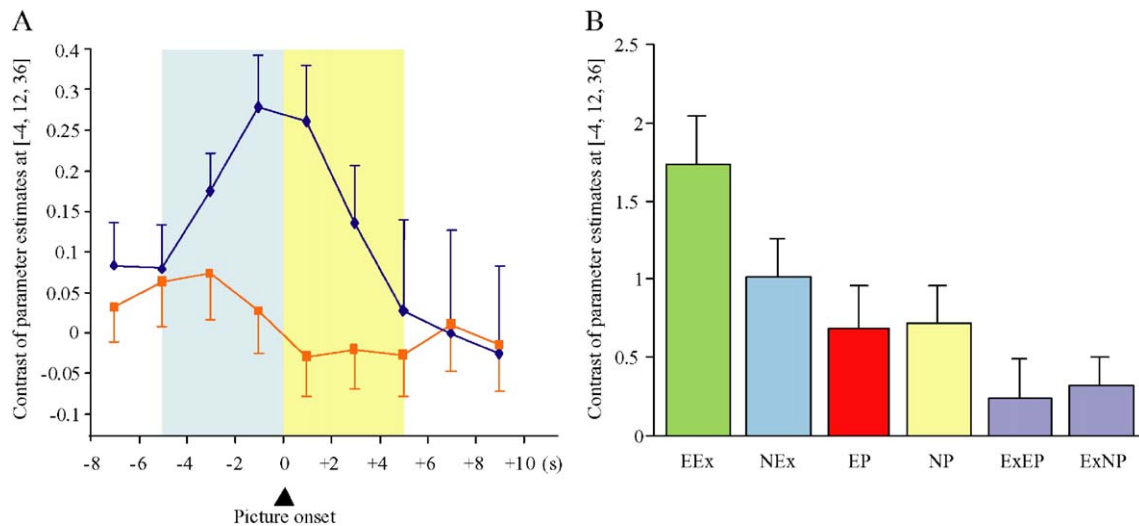 A
Contrast of parameter estimates at [-4, 12, 36]
0.4
0.3
0.25
0.2
0.15
0.1
0.05
0
-0.05
-0.1
-8 -6 -4 -2 0 +2 +4 +6 +8 +10 (s)
Picture onset
B
Contrast of parameter estimates at [-4, 12, 36]
2.5
2
1.5
1
0.5
0
EEx NEx EP NP ExEP ExNP